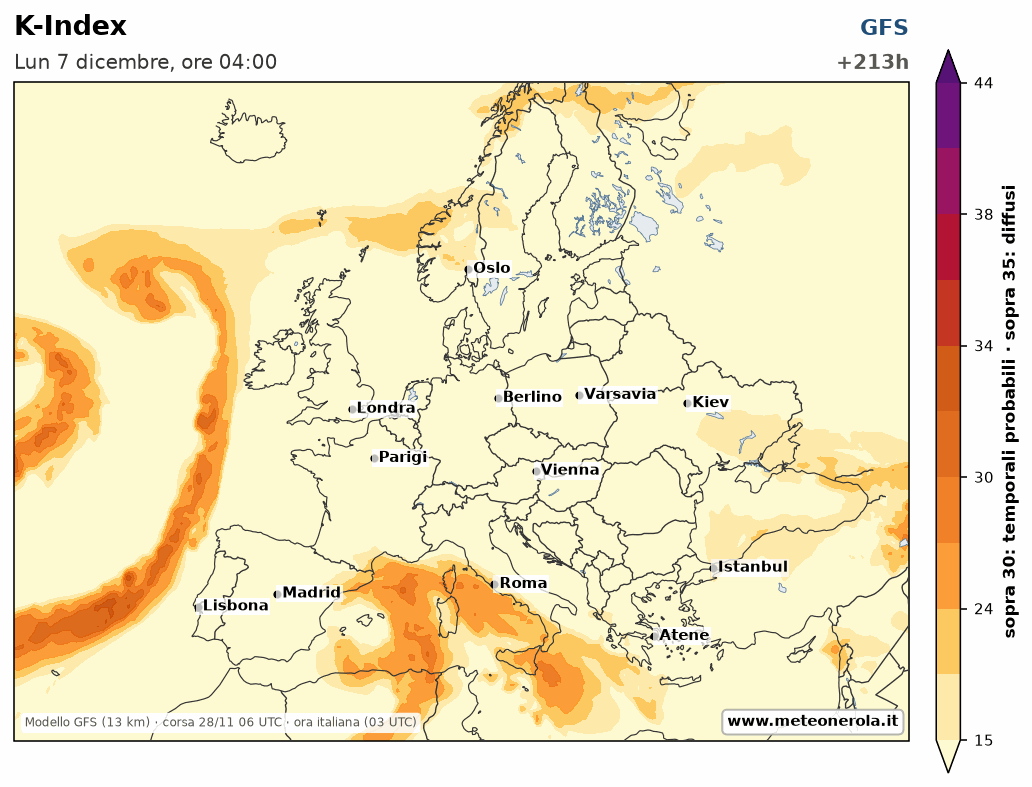 K-Index
GFS
Lun 7 dicembre, ore 04:00
+213h
44
38
34
30
24
15
sopra 30: temporali probabili · sopra 35: diffusi
Oslo
Berlino
Varsavia
Kiev
Londra
Parigi
Vienna
Istanbul
Roma
Madrid
Lisbona
Atene
Modello GFS (13 km) · corsa 28/11 06 UTC · ora italiana (03 UTC)
www.meteonerola.it